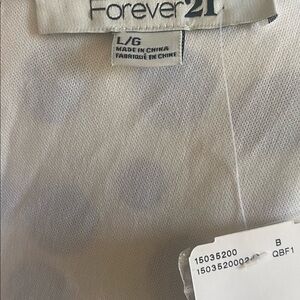 Forever21
L/G
MADE IN CHINA
FABRIQUÉ EN CHINE
15035200 B
QBF1